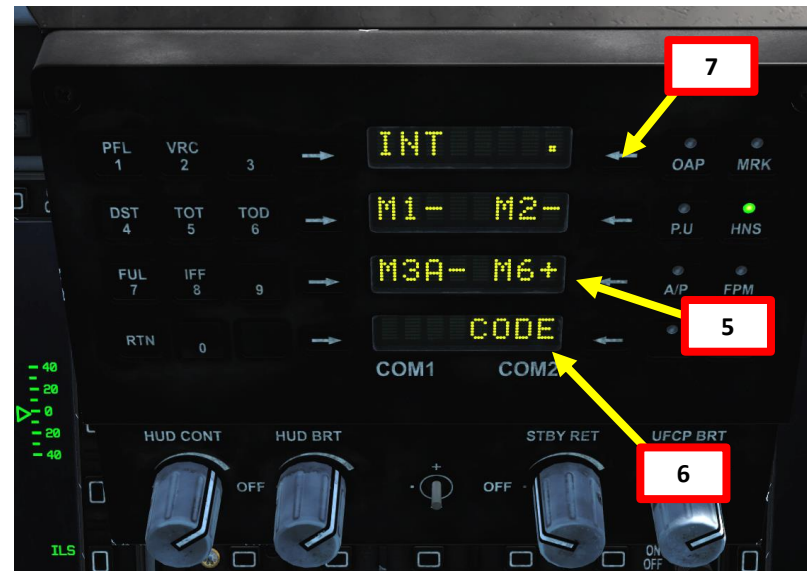 7
PFL VRC INT . OAP MRK
1 2 3
DST TOT TOD M1- M2- P.U HNS
4 5 6
FUL IFF M3A- M6+ A/P FPM
7 8 9
5
RTN 0 CODE
COM1 COM2
40
20
0
20
40
HUD CONT HUD BRT STBY RET UFCP BRT
6
OFF - + OFF -
ILS
ON
OFF